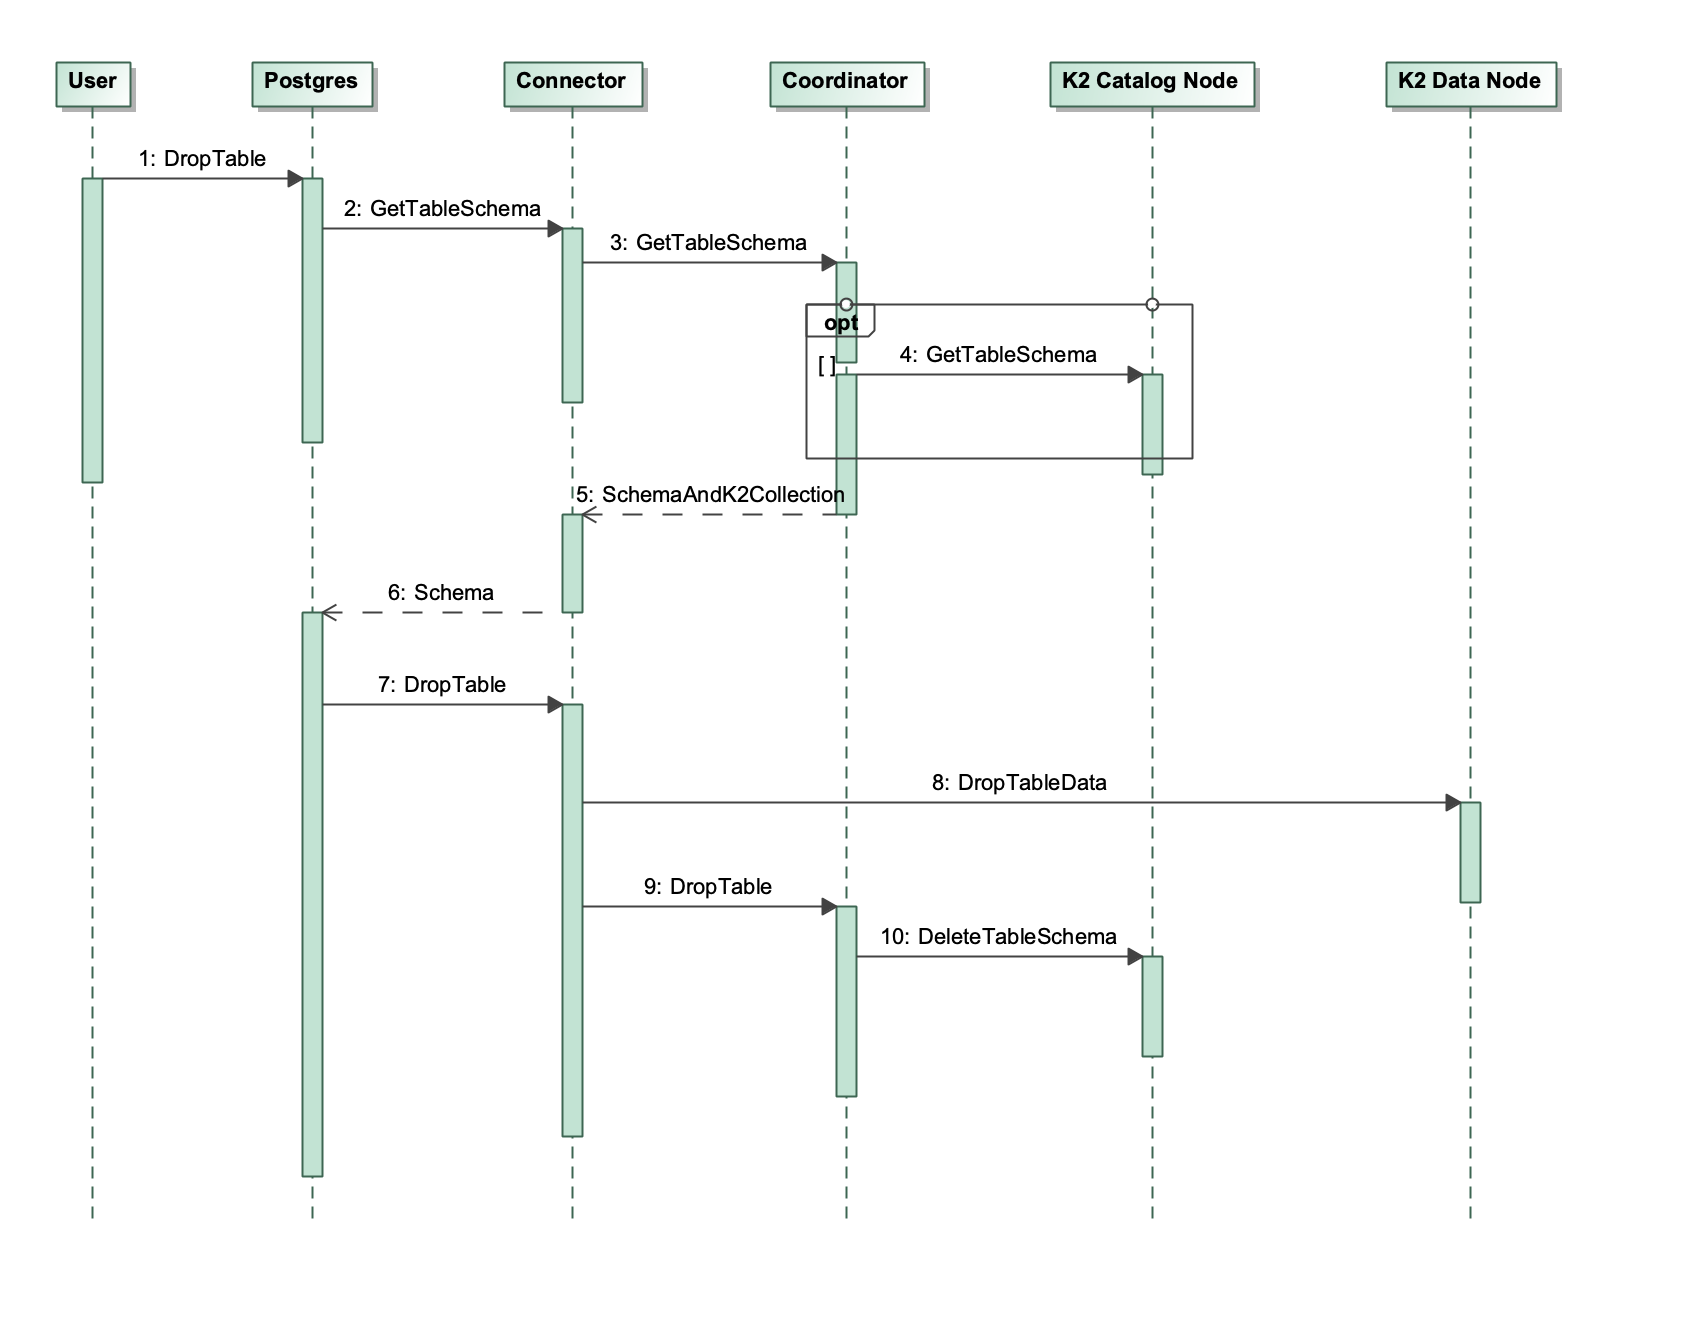 User
Postgres
Connector
Coordinator
K2 Catalog Node
K2 Data Node
1: DropTable
2: GetTableSchema
3: GetTableSchema
opt
[ ]
4: GetTableSchema
5: SchemaAndK2Collection
6: Schema
7: DropTable
8: DropTableData
9: DropTable
10: DeleteTableSchema